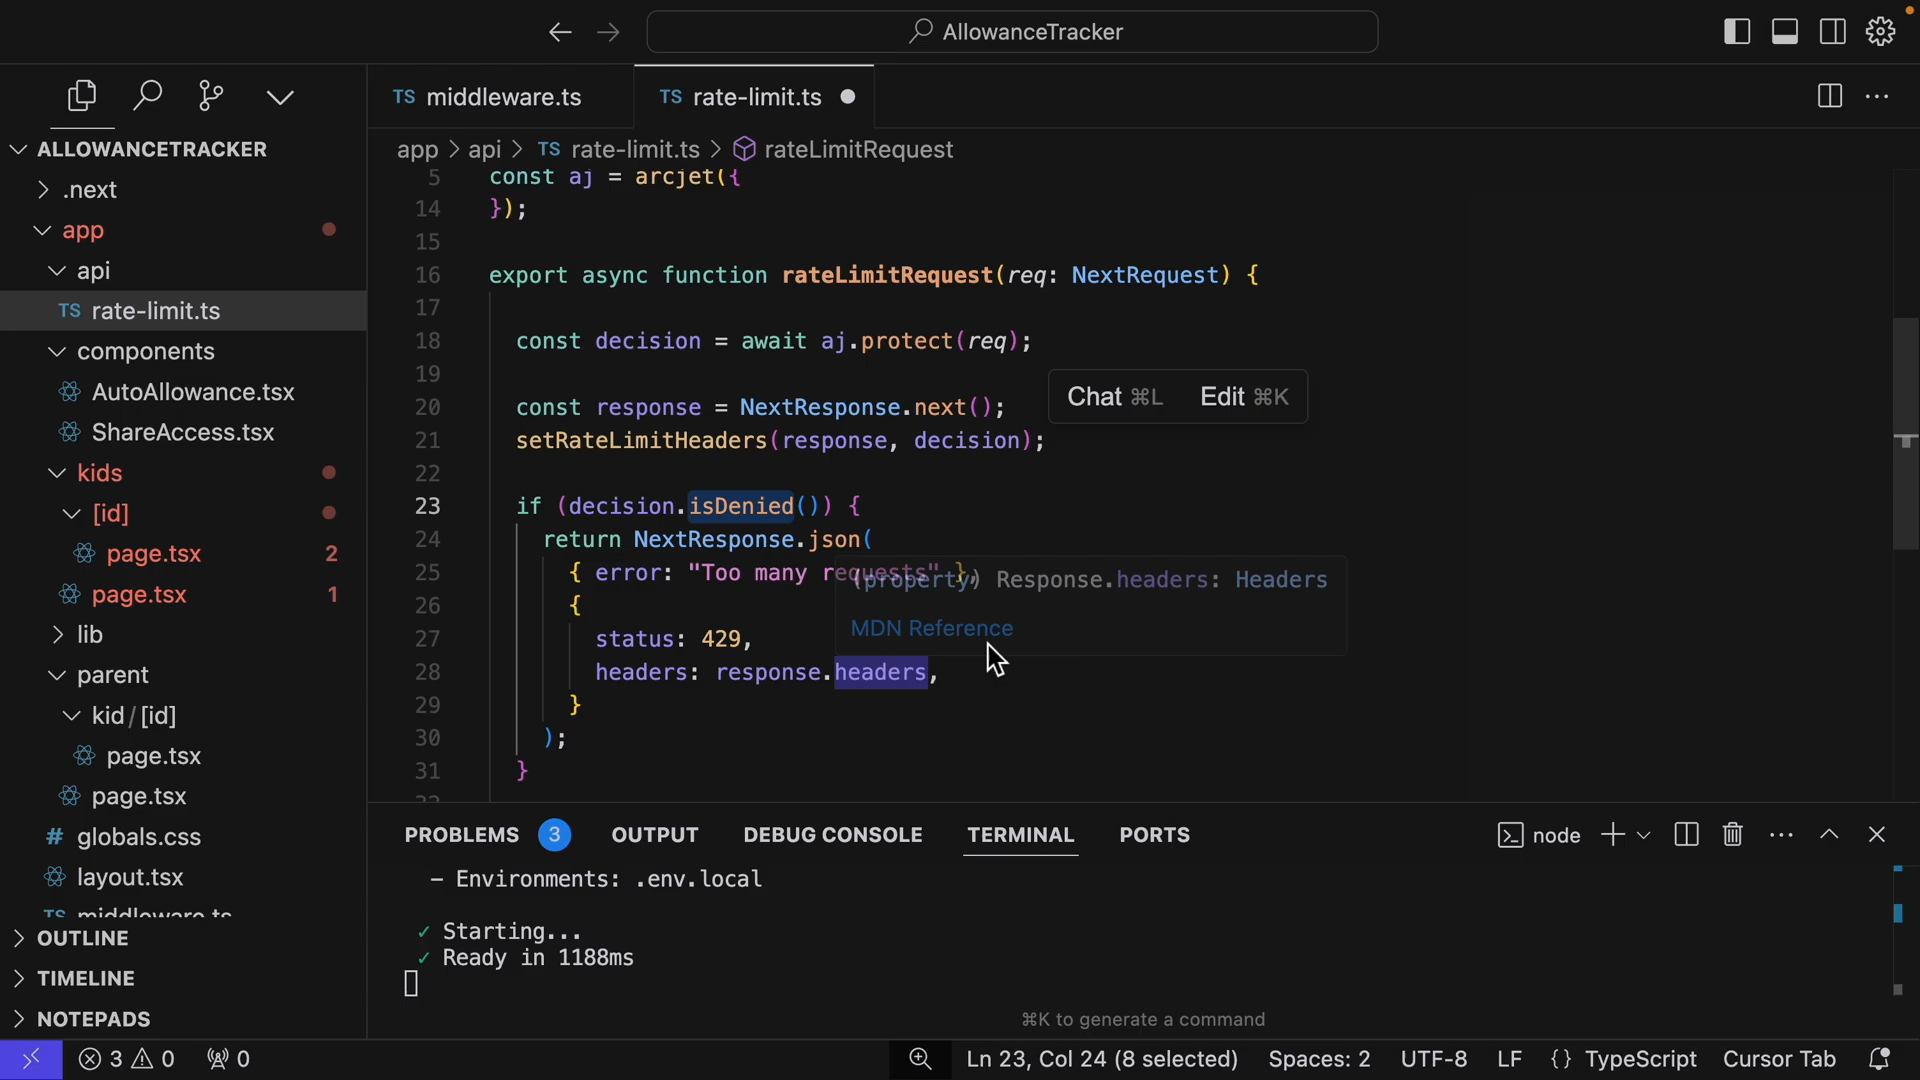 AllowanceTracker
TS middleware.ts
TS rate-limit.ts
ALLOWANCETRACKER
.next
app
api
TS rate-limit.ts
components
AutoAllowance.tsx
ShareAccess.tsx
kids
[id]
page.tsx 2
page.tsx 1
lib
parent
kid/[id]
page.tsx
page.tsx
# globals.css
layout.tsx
TS middleware.ts
OUTLINE
TIMELINE
NOTEPADS
app > api > TS rate-limit.ts > rateLimitRequest
5 const aj = arcjet({
14 });
15
16 export async function rateLimitRequest(req: NextRequest) {
17
18 const decision = await aj.protect(req);
19
20 const response = NextResponse.next();
21 setRateLimitHeaders(response, decision);
22
23 if (decision.isDenied()) {
24 return NextResponse.json(
25 { error: "Too many requests" },
26 {
27 status: 429,
28 headers: response.headers,
29 }
30 );
31 }
Chat ⌘L Edit ⌘K
(property) Response.headers: Headers
MDN Reference
PROBLEMS 3 OUTPUT DEBUG CONSOLE TERMINAL PORTS
node
- Environments: .env.local
✓ Starting...
✓ Ready in 1188ms
⌘K to generate a command
3 0 0
Ln 23, Col 24 (8 selected) Spaces: 2 UTF-8 LF {} TypeScript Cursor Tab